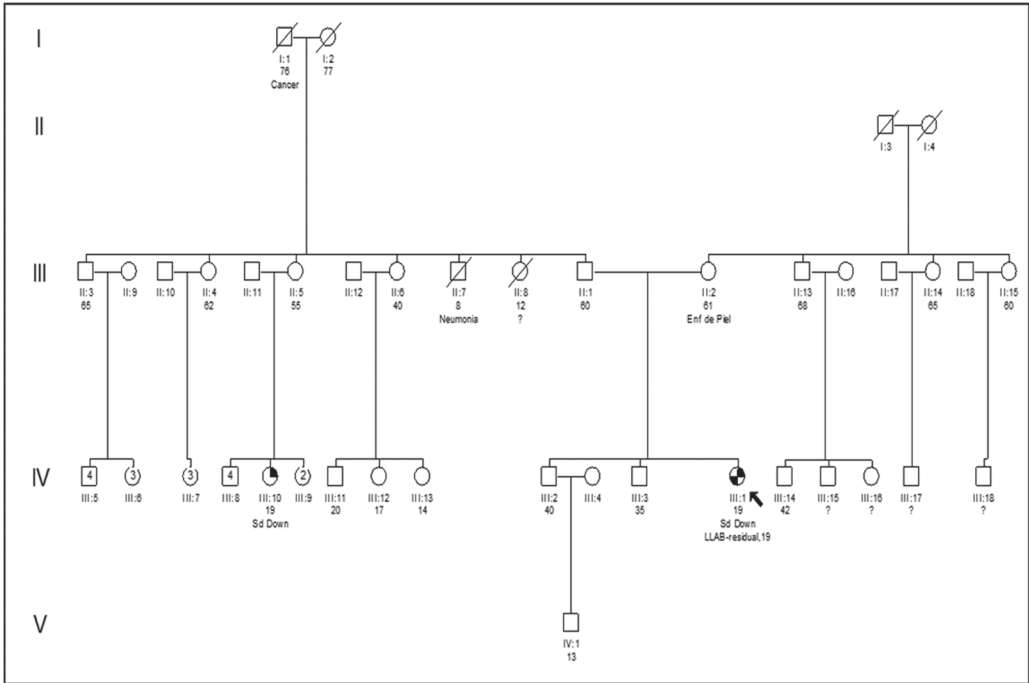 I
I:1 I:2
76 77
Cancer
II
I:3 I:4
III
II:3 II:9 II:10 II:4 II:11 II:5 II:12 II:6 II:7 II:8 II:1 II:2 II:13 II:16 II:17 II:14 II:18 II:15
65 62 55 40 8 12 60 61 68 65 60
Neumonia ? Enf de Piel
IV
4 3 3 4 2
III:5 III:6 III:7 III:8 III:10 III:9 III:11 III:12 III:13 III:2 III:4 III:3 III:1 III:14 III:15 III:16 III:17 III:18
19 20 17 14 40 35 19 42 ? ? ? ?
Sd Down Sd Down
LLAB-residual,19
V
IV:1
13